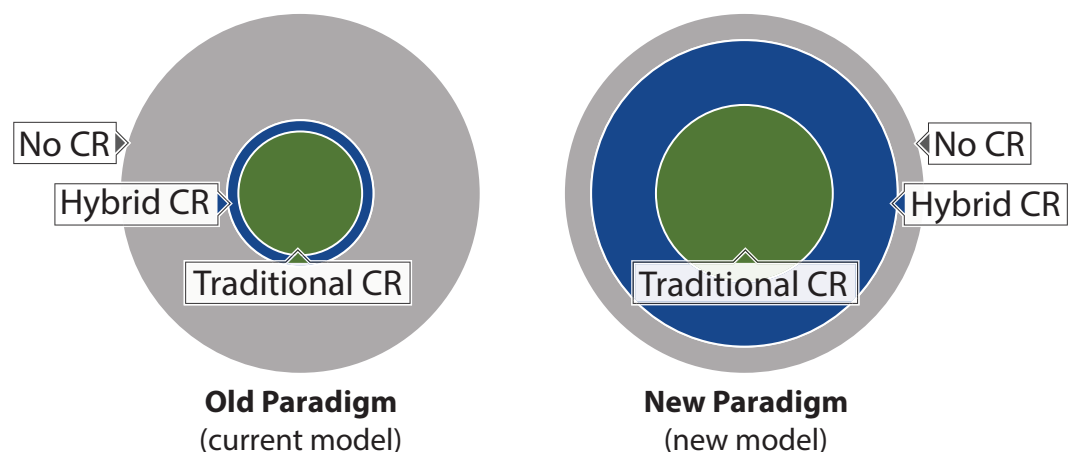 No CR
Hybrid CR
Traditional CR
Old Paradigm
(current model)
No CR
Hybrid CR
Traditional CR
New Paradigm
(new model)